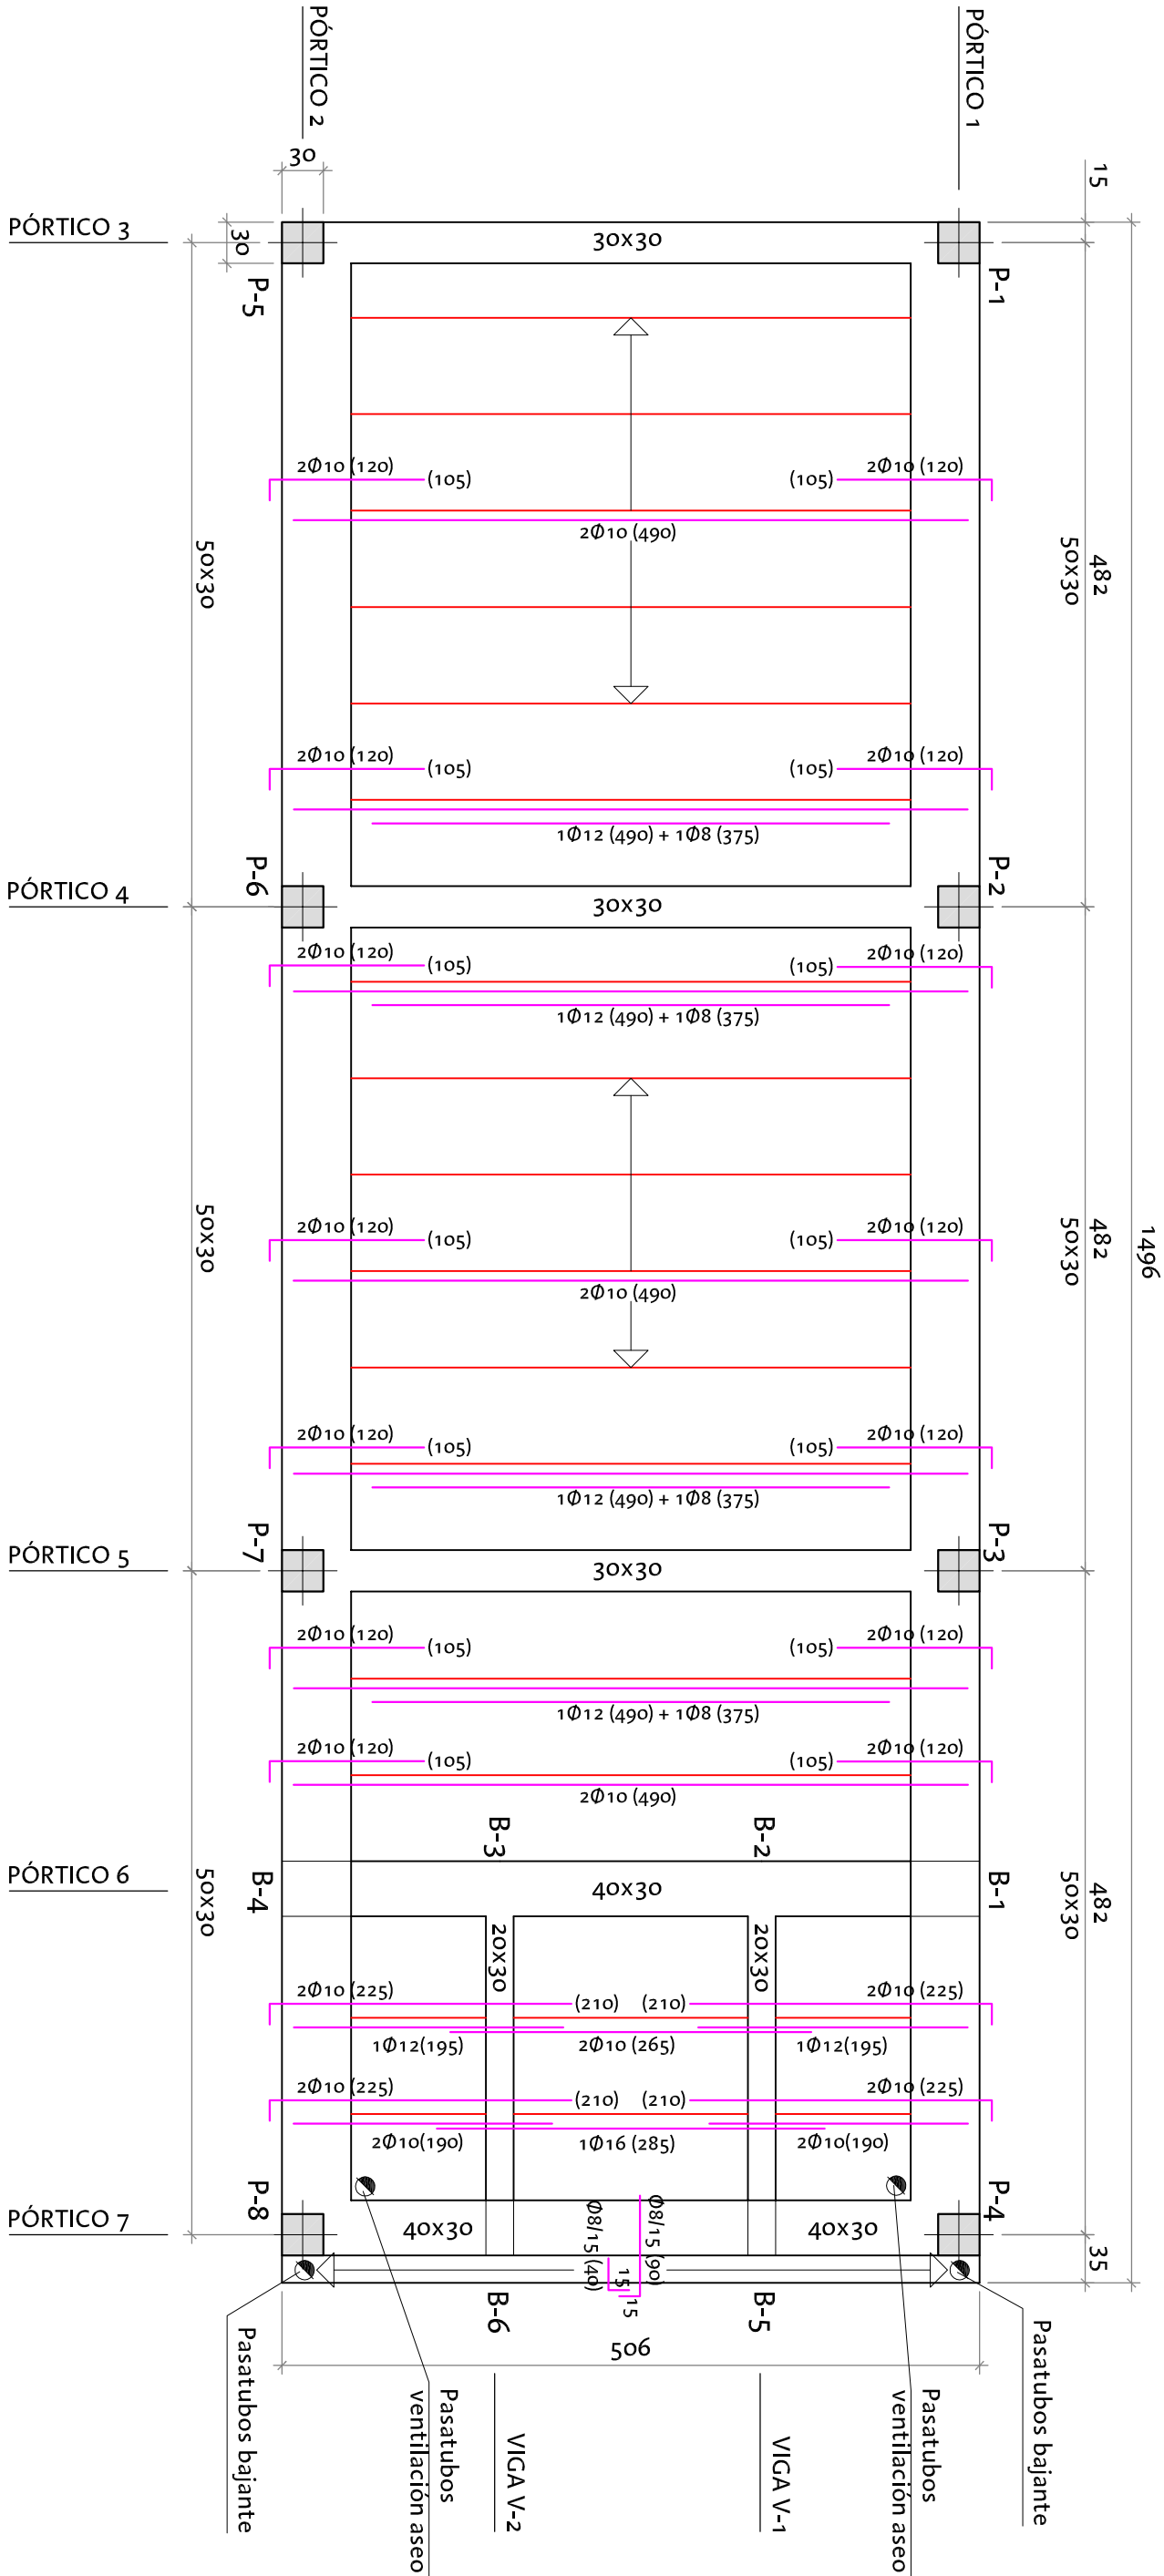 PÓRTICO 2
PÓRTICO 1
30
15
PÓRTICO 3
30
30x30
P-5
P-1
2Ø10 (120)
(105)
(105)
2Ø10 (120)
2Ø10 (490)
50x30
482
50x30
2Ø10 (120)
(105)
(105)
2Ø10 (120)
1Ø12 (490) + 1Ø8 (375)
P-6
P-2
PÓRTICO 4
30x30
2Ø10 (120)
(105)
(105)
2Ø10 (120)
1Ø12 (490) + 1Ø8 (375)
50x30
482
50x30
1496
2Ø10 (120)
(105)
(105)
2Ø10 (120)
2Ø10 (490)
2Ø10 (120)
(105)
(105)
2Ø10 (120)
1Ø12 (490) + 1Ø8 (375)
P-7
P-3
PÓRTICO 5
30x30
2Ø10 (120)
(105)
(105)
2Ø10 (120)
1Ø12 (490) + 1Ø8 (375)
2Ø10 (120)
(105)
(105)
2Ø10 (120)
2Ø10 (490)
B-3
B-2
PÓRTICO 6
B-4
40x30
B-1
50x30
482
50x30
20x30
20x30
2Ø10 (225)
(210)
(210)
2Ø10 (225)
1Ø12(195)
2Ø10 (265)
1Ø12(195)
2Ø10 (225)
(210)
(210)
2Ø10 (225)
2Ø10(190)
1Ø16 (285)
2Ø10(190)
P-8
P-4
PÓRTICO 7
40x30
Ø8/15 (40)
Ø8/15 (90)
40x30
35
15
15
B-6
B-5
506
Pasatubos bajante
Pasatubos
ventilación aseo
VIGA V-2
VIGA V-1
Pasatubos
ventilación aseo
Pasatubos bajante